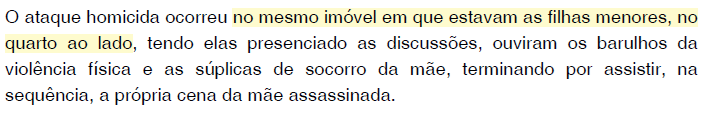 O ataque homicida ocorreu no mesmo imóvel em que estavam as filhas menores, no
quarto ao lado, tendo elas presenciado as discussões, ouviram os barulhos da
violência física e as súplicas de socorro da mãe, terminando por assistir, na
sequência, a própria cena da mãe assassinada.